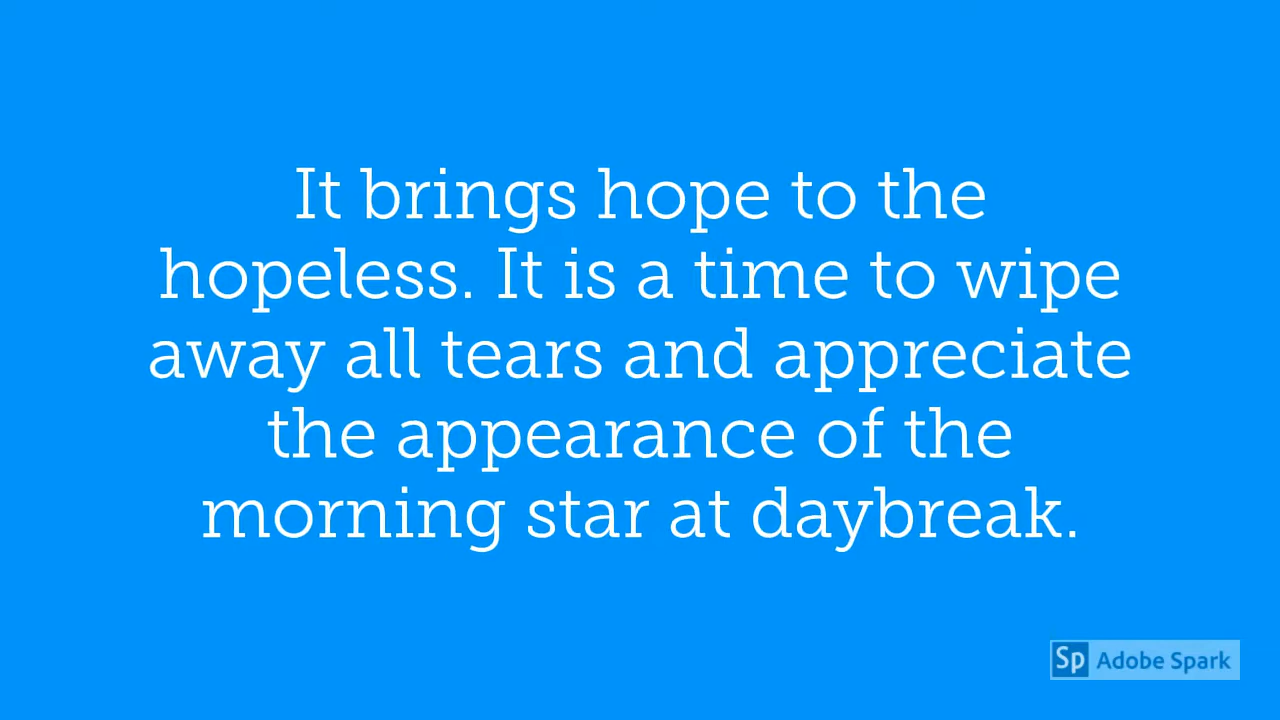 It brings hope to the
hopeless. It is a time to wipe
away all tears and appreciate
the appearance of the
morning star at daybreak.
Sp Adobe Spark